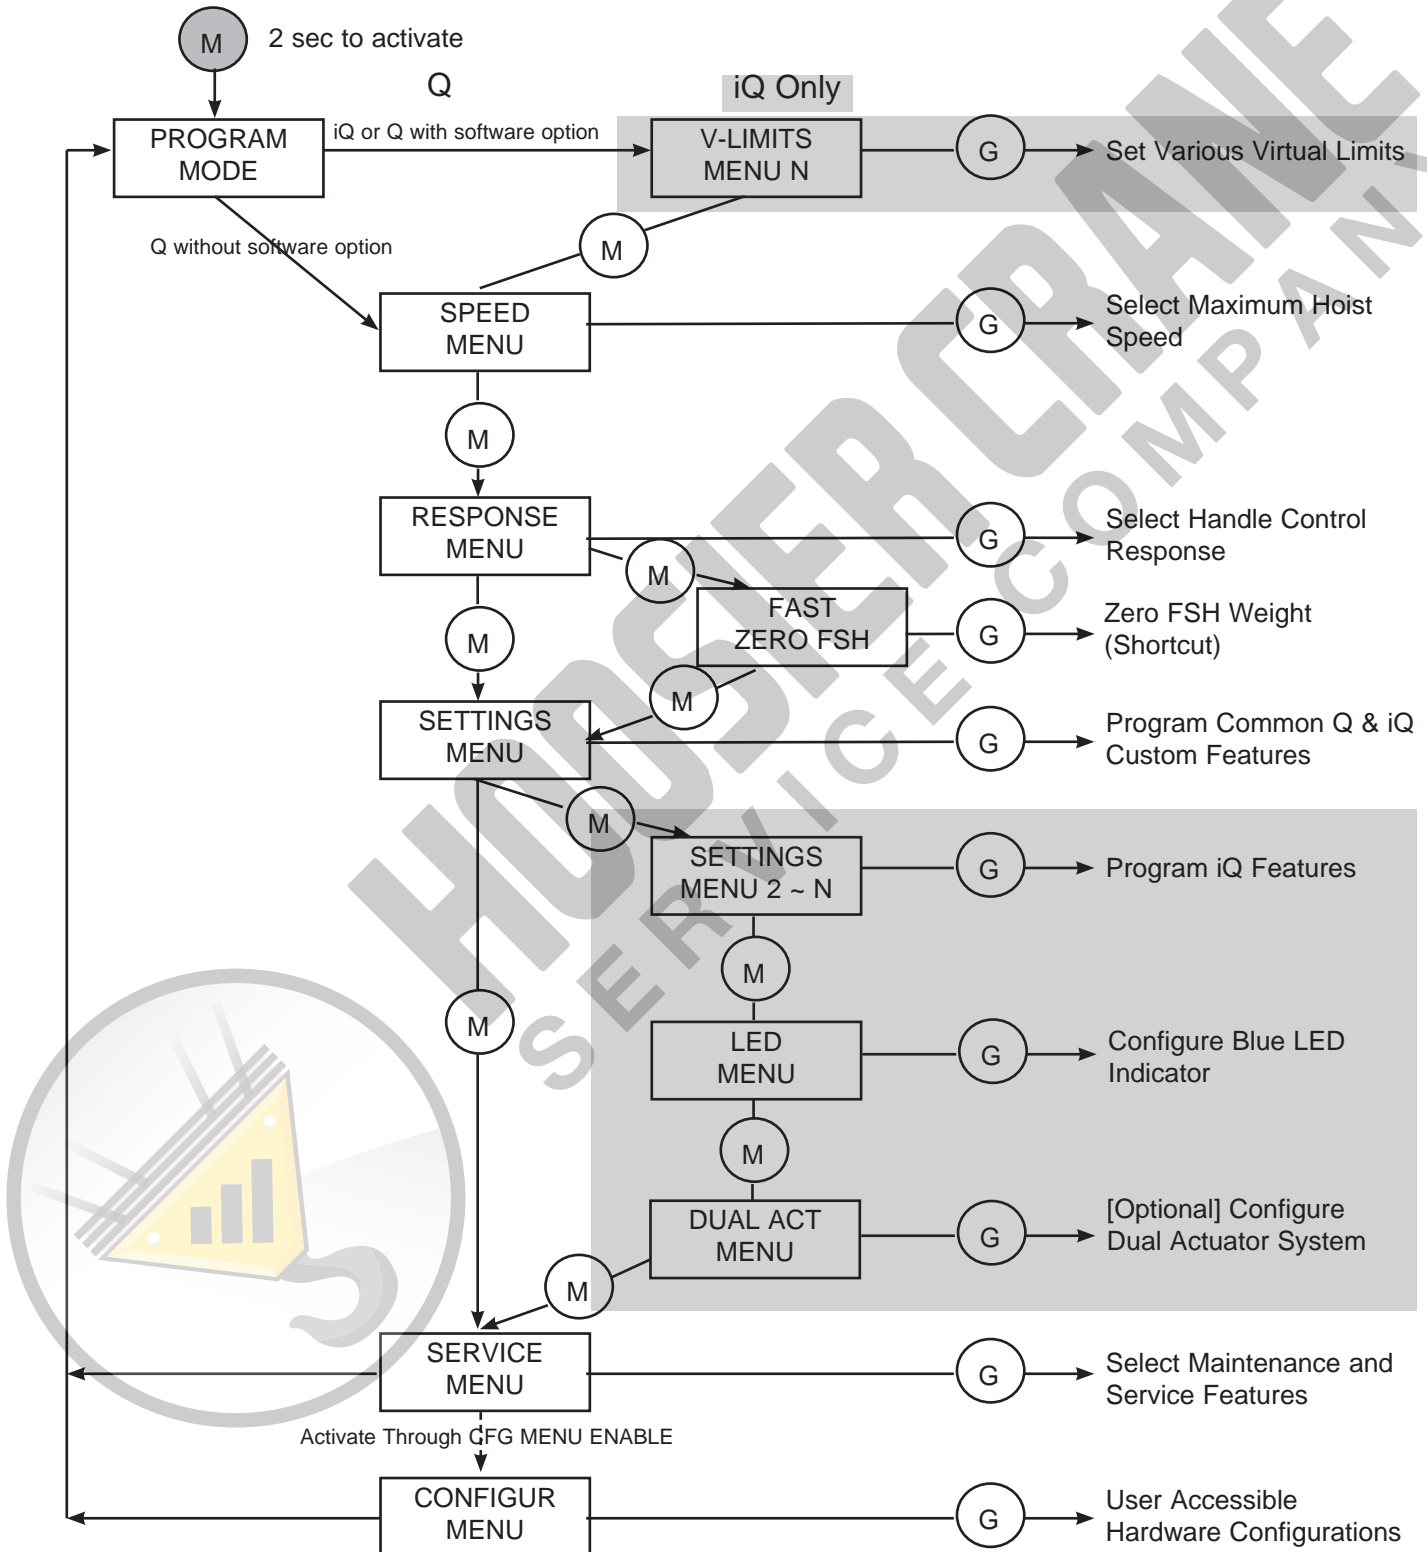 M 2 sec to activate
Q
iQ Only
PROGRAM
MODE
iQ or Q with software option
V-LIMITS
MENU N
G
Set Various Virtual Limits
Q without software option
M
SPEED
MENU
G
Select Maximum Hoist
Speed
M
RESPONSE
MENU
G
Select Handle Control
Response
M
FAST
ZERO FSH
G
Zero FSH Weight
(Shortcut)
M
M
SETTINGS
MENU
G
Program Common Q & iQ
Custom Features
M
SETTINGS
MENU 2 ~ N
G
Program iQ Features
M
M
LED
MENU
G
Configure Blue LED
Indicator
M
DUAL ACT
MENU
G
[Optional] Configure
Dual Actuator System
M
SERVICE
MENU
G
Select Maintenance and
Service Features
Activate Through CFG MENU ENABLE
CONFIGUR
MENU
G
User Accessible
Hardware Configurations
HOOSIER CRANE
SERVICE COMPANY